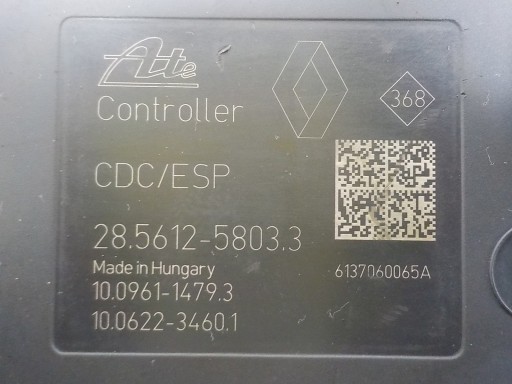 Ate
368
Controller
CDC/ESP
28.5612-5803.3
Made in Hungary
6137060065A
10.0961-1479.3
10.0622-3460.1